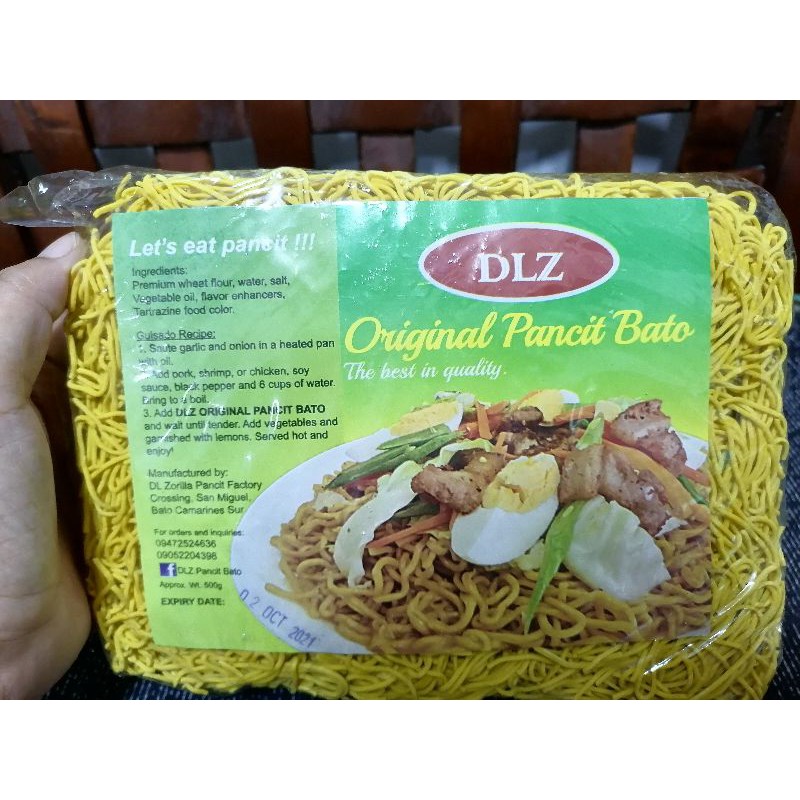 Let's eat pancit !!!
Ingredients:
Premium wheat flour, water, salt,
Vegetable oil, flavor enhancers,
Tartrazine food color.
Guisado Recipe:
1. Saute garlic and onion in a heated pan
with oil.
2. Add pork, shrimp, or chicken, soy
sauce, black pepper and 6 cups of water.
Bring to a boil.
3. Add DLZ ORIGINAL PANCIT BATO
and wait until tender. Add vegetables and
garnished with lemons. Served hot and
enjoy!
Manufactured by:
DL Zorilla Pancit Factory
Crossing, San Miguel,
Bato Camarines Sur
For orders and inquiries:
09472524636
09052204398
f DLZ Pancit Bato
Approx. Wt. 500g
EXPIRY DATE:
02 OCT 2021
DLZ
Original Pancit Bato
The best in quality.